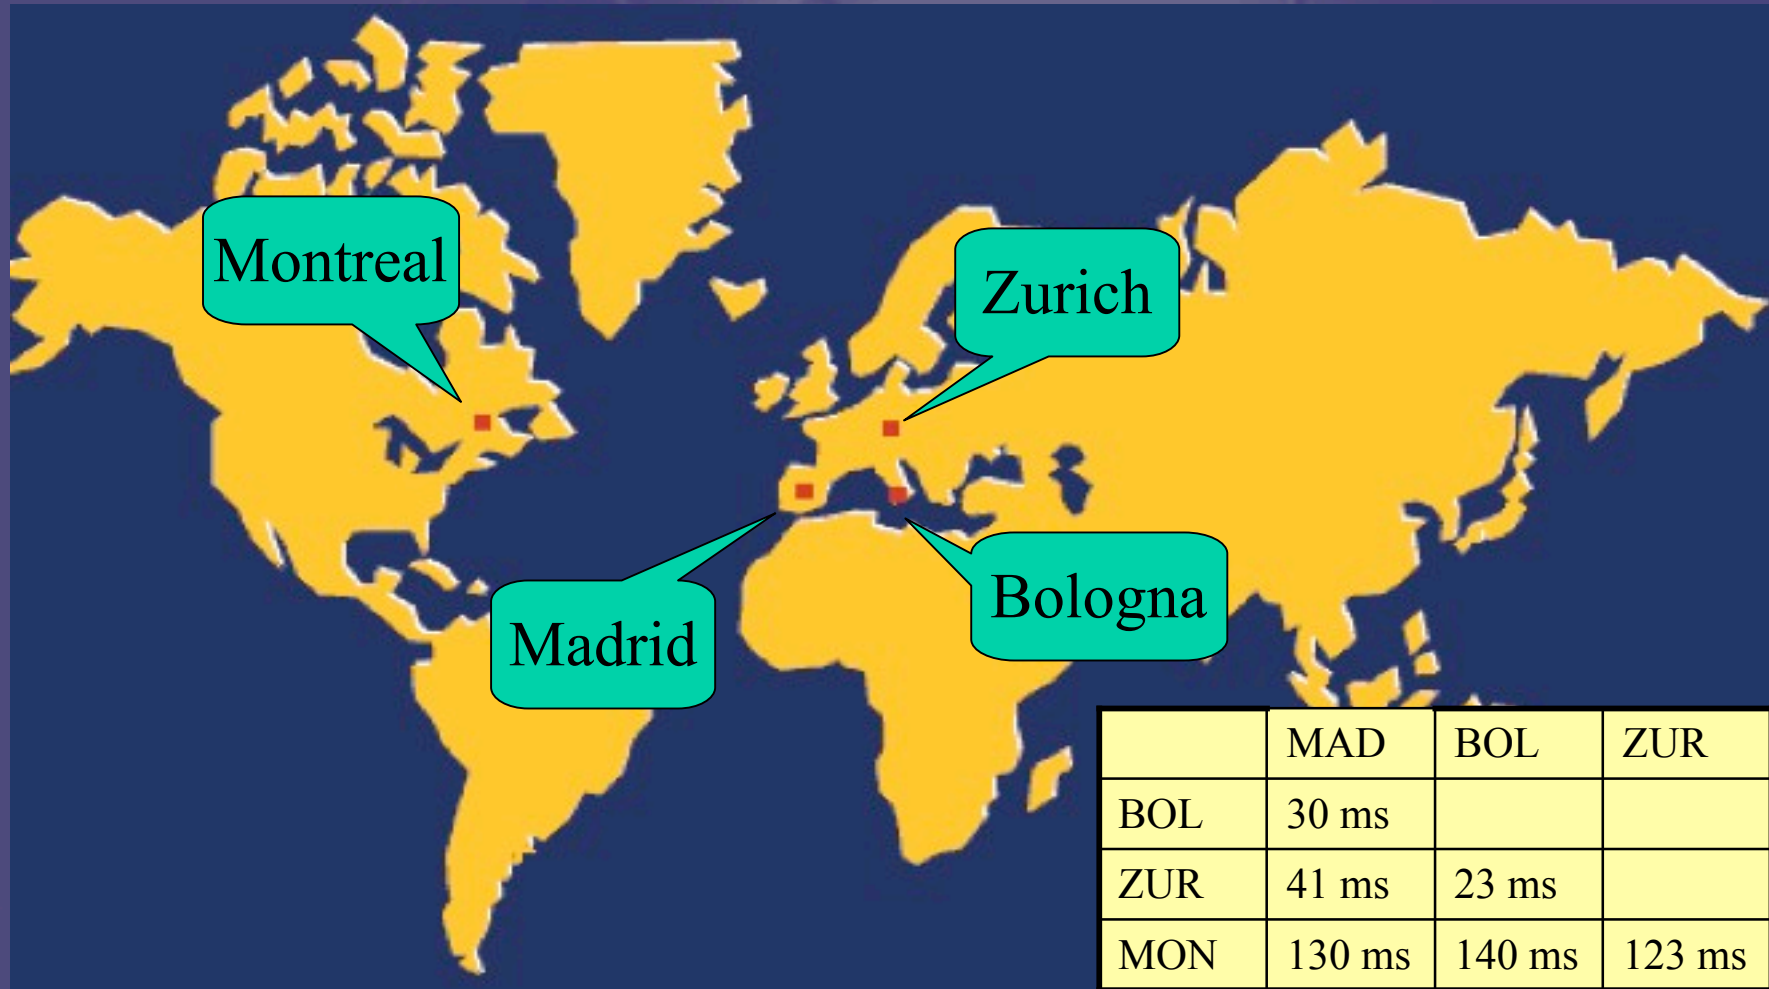 Montreal
Zurich
Madrid
Bologna
MAD BOL ZUR
BOL 30 ms
ZUR 41 ms 23 ms
MON 130 ms 140 ms 123 ms